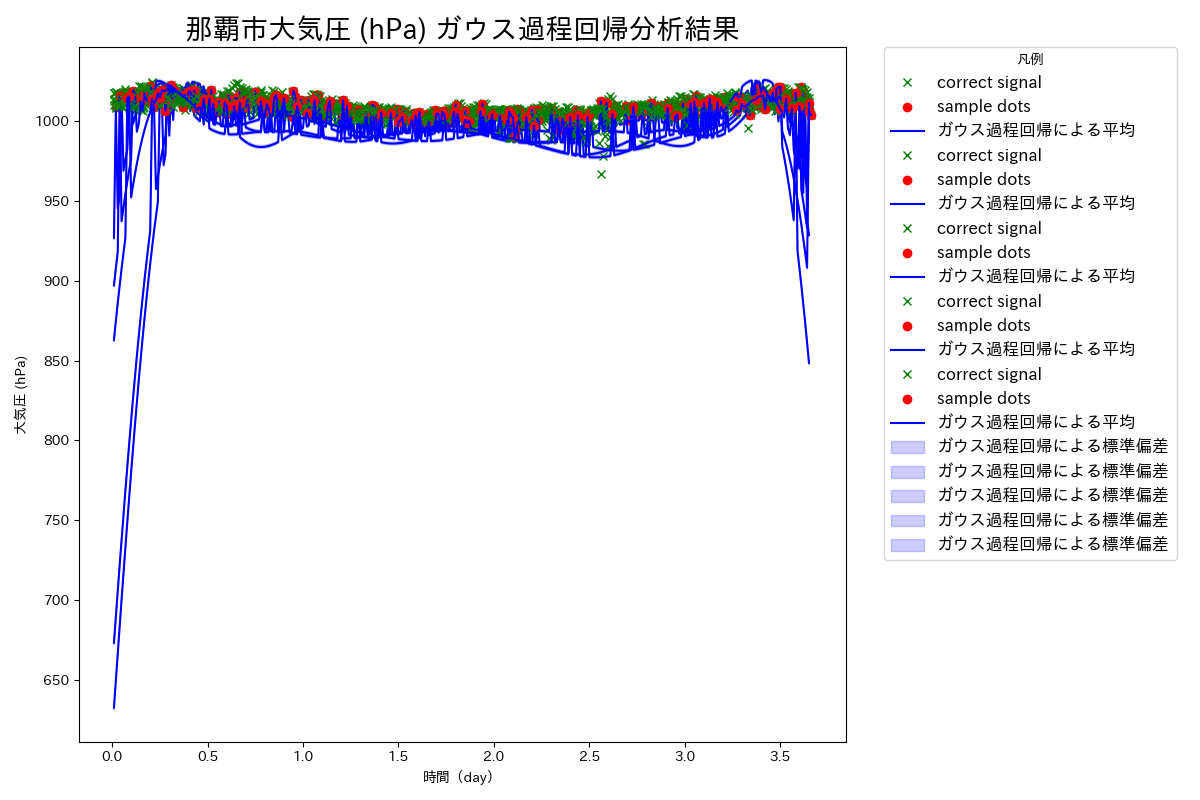 那覇市大気圧 (hPa) ガウス過程回帰分析結果
大気圧 (hPa)
1000
950
900
850
800
750
700
650
0.0
0.5
1.0
1.5
2.0
2.5
3.0
3.5
時間（day）
凡例
correct signal
sample dots
ガウス過程回帰による平均
correct signal
sample dots
ガウス過程回帰による平均
correct signal
sample dots
ガウス過程回帰による平均
correct signal
sample dots
ガウス過程回帰による平均
correct signal
sample dots
ガウス過程回帰による平均
ガウス過程回帰による標準偏差
ガウス過程回帰による標準偏差
ガウス過程回帰による標準偏差
ガウス過程回帰による標準偏差
ガウス過程回帰による標準偏差